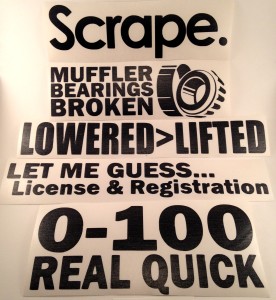 Scrape.
MUFFLER
BEARINGS
BROKEN
LOWERED>LIFTED
LET ME GUESS...
License & Registration
0-100
REAL QUICK